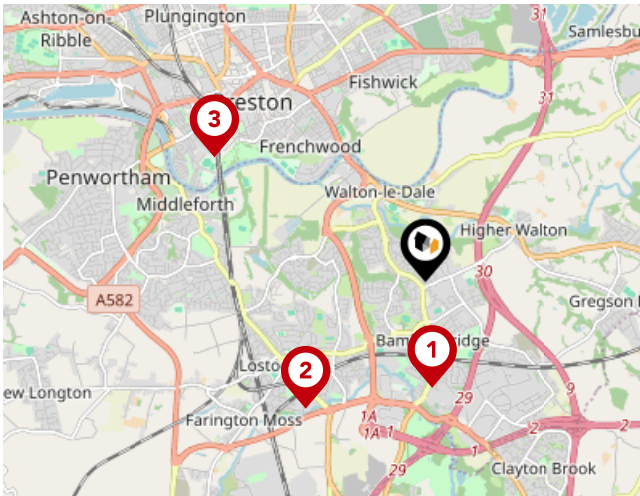 Ashton-on-
Ribble
Plungington
31
Samlesbu
Fishwick
31
reston
3
Frenchwood
Penwortham
Walton-le-Dale
Middleforth
Higher Walton
30
A582
Gregson
Bam
ridge
1
Losto
2
ew Longton
9
29
Farington Moss
1A
1A
1
2
2
1
29
Clayton Brook